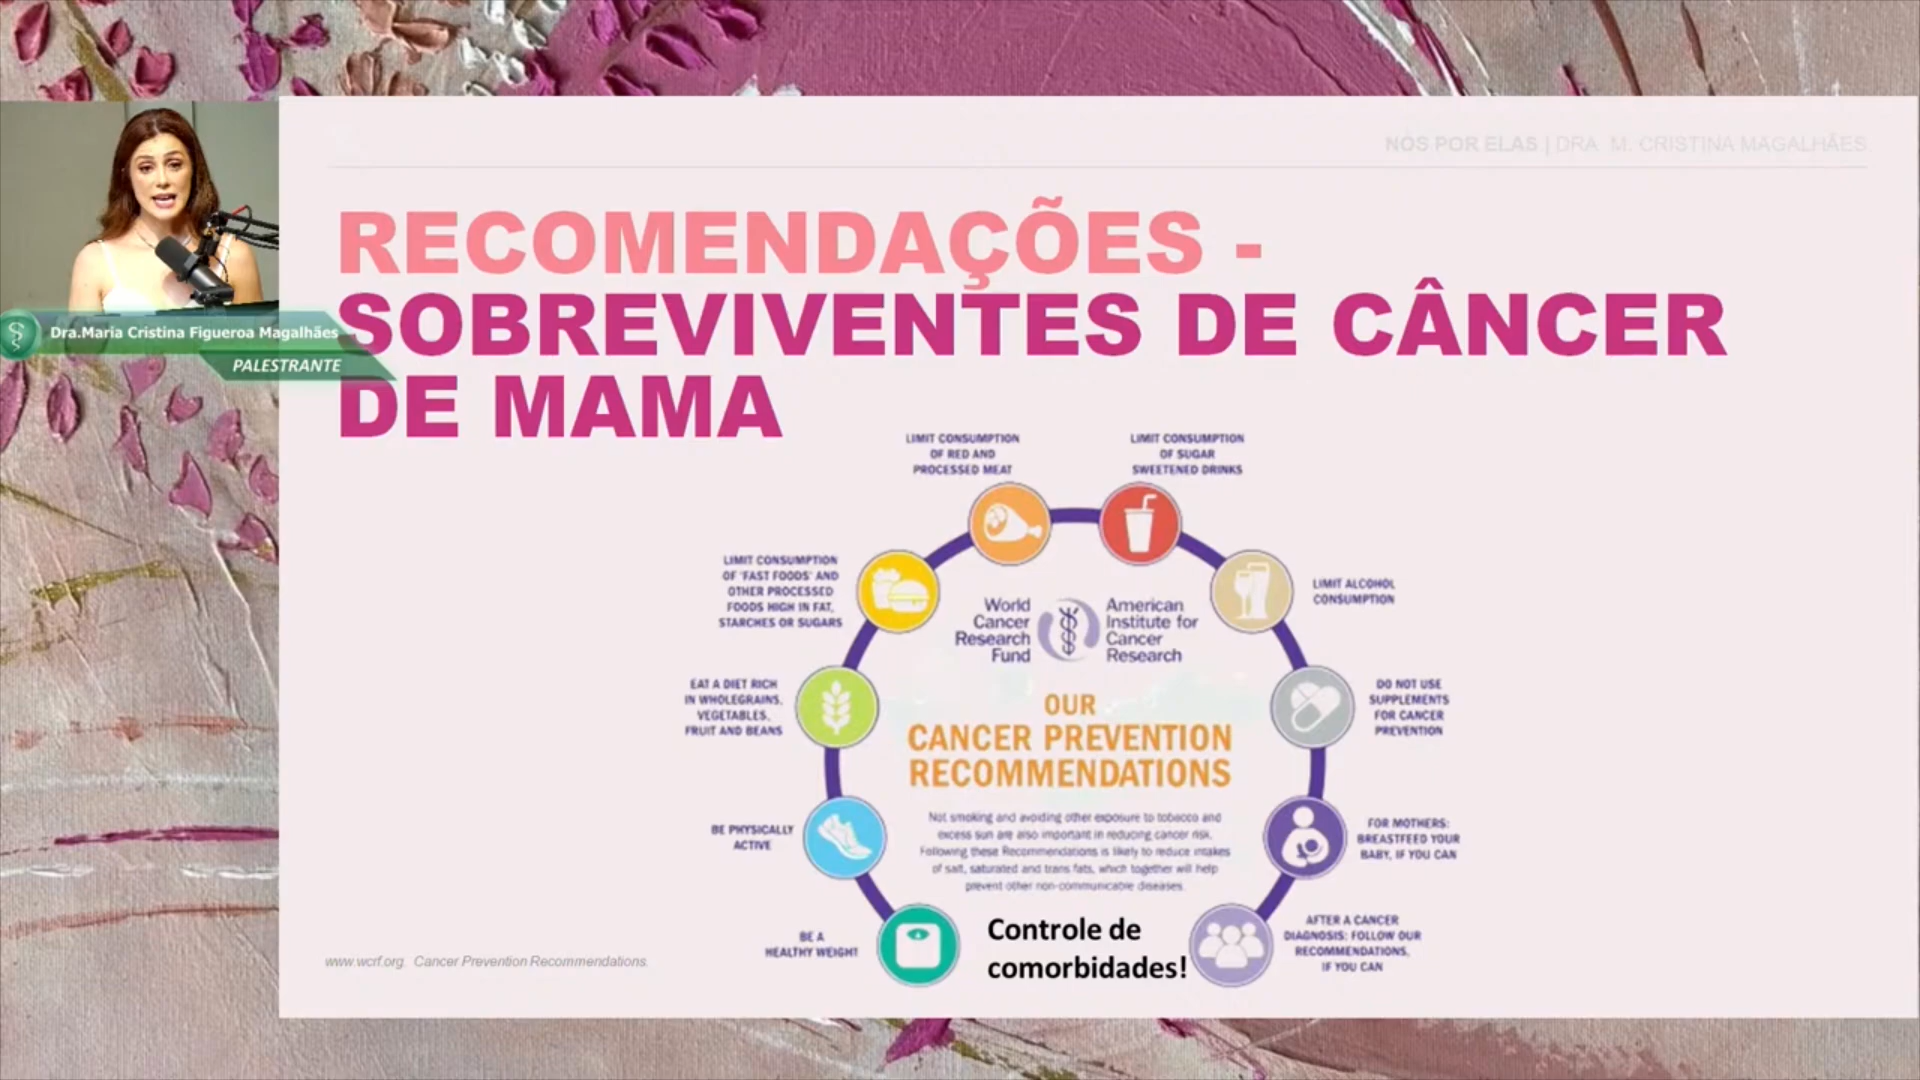 NÓS POR ELAS | DRA. M. CRISTINA MAGALHÃES
RECOMENDAÇÕES -
SOBREVIVENTES DE CÂNCER
DE MAMA
Dra.Maria Cristina Figueroa Magalhães
PALESTRANTE
LIMIT CONSUMPTION
OF RED AND
PROCESSED MEAT
LIMIT CONSUMPTION
OF SUGAR
SWEETENED DRINKS
LIMIT CONSUMPTION
OF 'FAST FOODS' AND
OTHER PROCESSED
FOODS HIGH IN FAT,
STARCHES OR SUGARS
LIMIT ALCOHOL
CONSUMPTION
World
Cancer
Research
Fund
American
Institute for
Cancer
Research
EAT A DIET RICH
IN WHOLEGRAINS,
VEGETABLES,
FRUIT AND BEANS
DO NOT USE
SUPPLEMENTS
FOR CANCER
PREVENTION
OUR
CANCER PREVENTION
RECOMMENDATIONS
Not smoking and avoiding other exposure to tobacco and
excess sun are also important in reducing cancer risk.
Following these Recommendations is likely to reduce intakes
of salt, saturated and trans fats, which together will help
prevent other non-communicable diseases.
BE PHYSICALLY
ACTIVE
FOR MOTHERS:
BREASTFEED YOUR
BABY, IF YOU CAN
BE A
HEALTHY WEIGHT
Controle de
comorbidades!
AFTER A CANCER
DIAGNOSIS: FOLLOW OUR
RECOMMENDATIONS,
IF YOU CAN
www.wcrf.org. Cancer Prevention Recommendations.